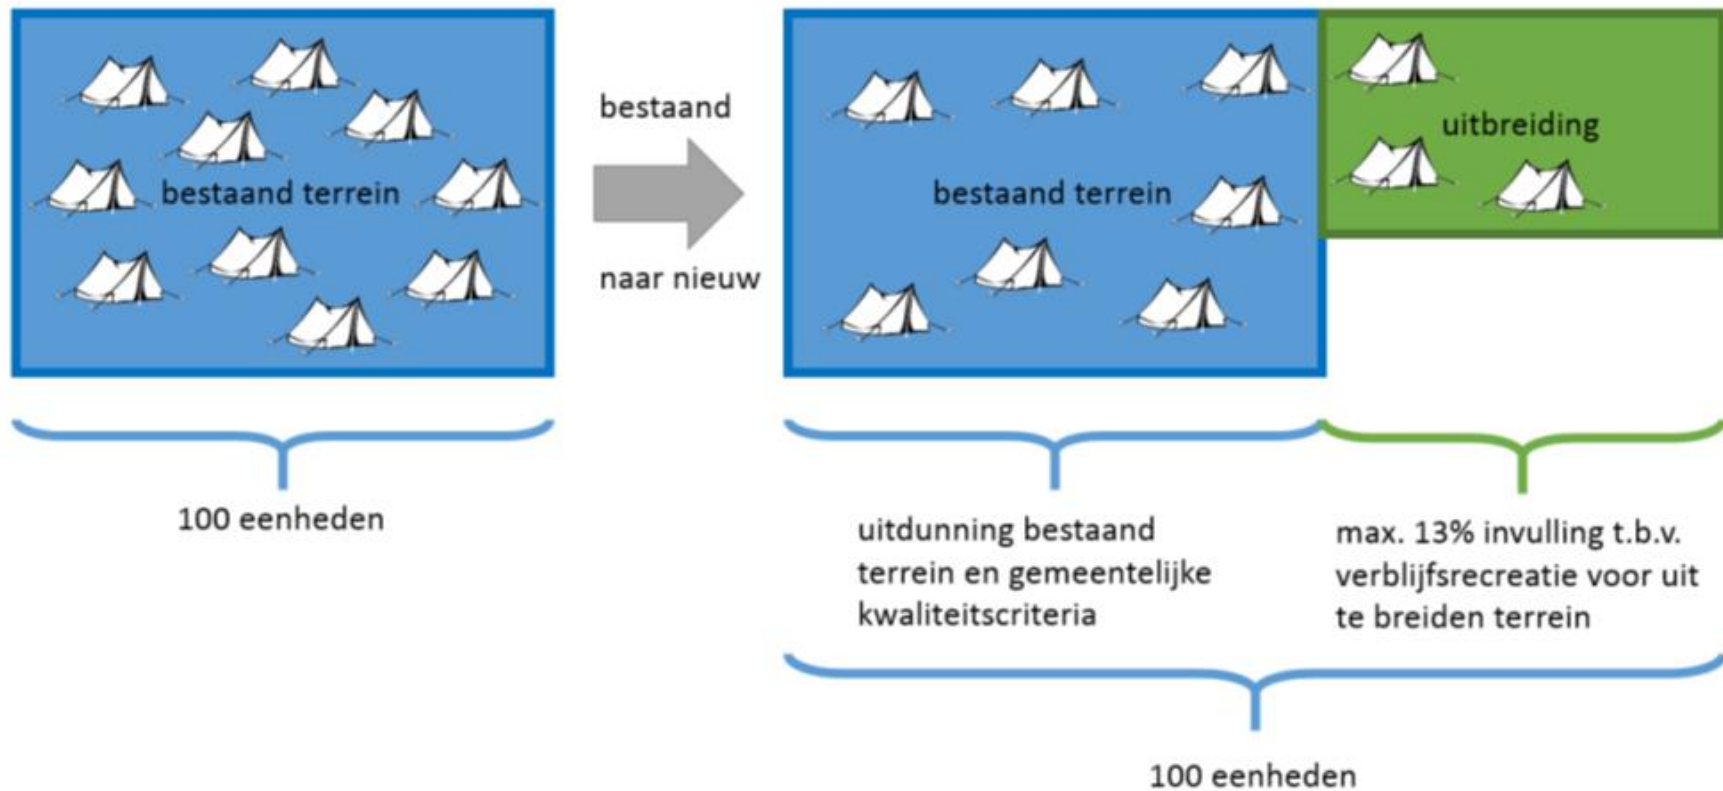 bestaand terrein
100 eenheden
bestaand
naar nieuw
bestaand terrein
uitbreiding
uitdunning bestaand
terrein en gemeentelijke
kwaliteitscriteria
max. 13% invulling t.b.v.
verblijfsrecreatie voor uit
te breiden terrein
100 eenheden